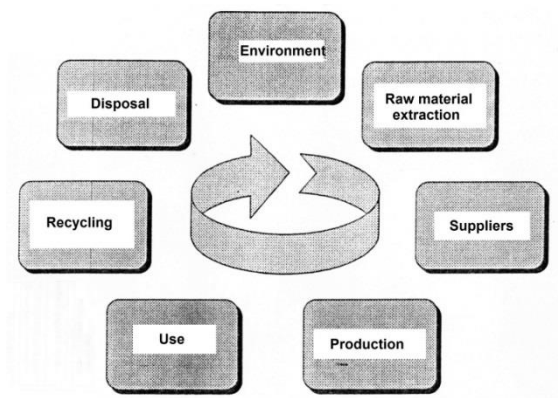 Environment
Raw material
extraction
Suppliers
Production
Use
Recycling
Disposal